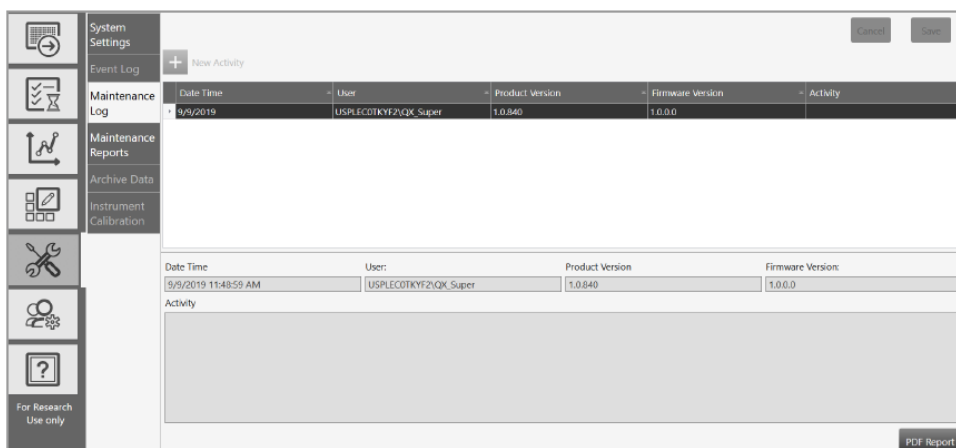 System
Settings
Event Log
Maintenance
Log
Maintenance
Reports
Archive Data
Instrument
Calibration
For Research
Use only
Cancel
Save
New Activity
Date Time
User
Product Version
Firmware Version
Activity
9/9/2019
USPLEC0TKYF2\QX_Super
1.0.840
1.0.0.0
Date Time
User:
Product Version
Firmware Version:
9/9/2019 11:48:59 AM
USPLEC0TKYF2\QX_Super
1.0.840
1.0.0.0
Activity
PDF Report